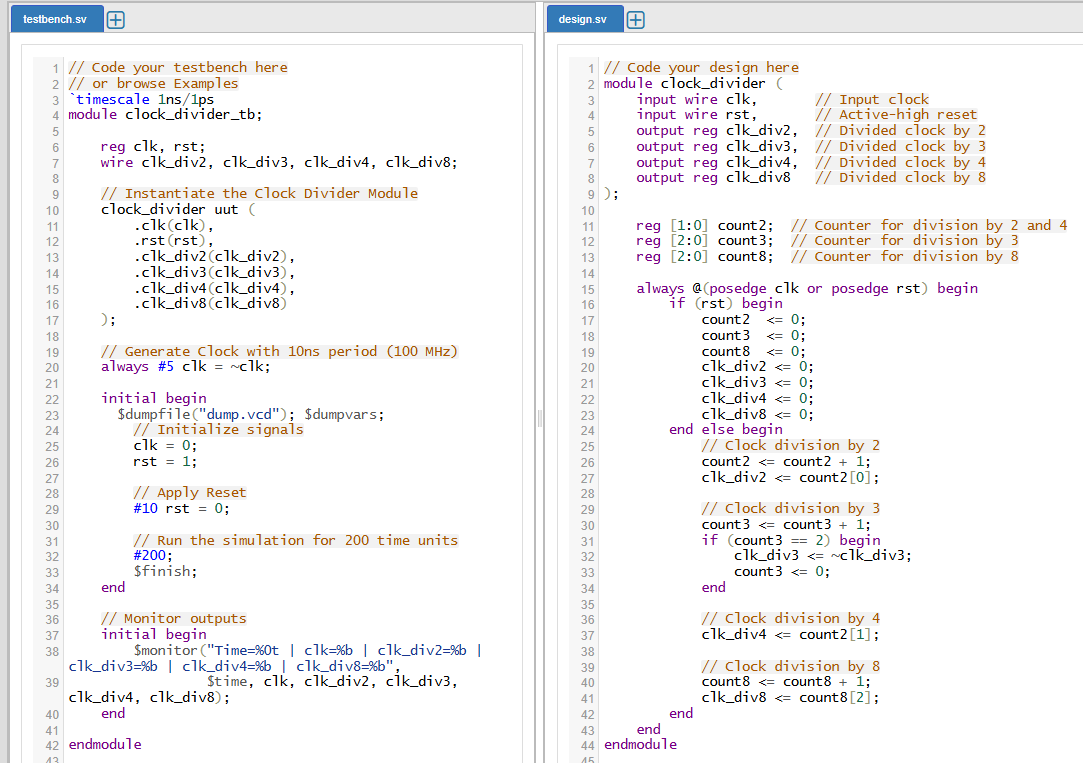 testbench.sv
1 // Code your testbench here
2 // or browse Examples
3 `timescale 1ns/1ps
4 module clock_divider_tb;
5
6     reg clk, rst;
7     wire clk_div2, clk_div3, clk_div4, clk_div8;
8
9     // Instantiate the Clock Divider Module
10     clock_divider uut (
11         .clk(clk),
12         .rst(rst),
13         .clk_div2(clk_div2),
14         .clk_div3(clk_div3),
15         .clk_div4(clk_div4),
16         .clk_div8(clk_div8)
17     );
18
19     // Generate Clock with 10ns period (100 MHz)
20     always #5 clk = ~clk;
21
22     initial begin
23       $dumpfile("dump.vcd"); $dumpvars;
24         // Initialize signals
25         clk = 0;
26         rst = 1;
27
28         // Apply Reset
29         #10 rst = 0;
30
31         // Run the simulation for 200 time units
32         #200;
33         $finish;
34     end
35
36     // Monitor outputs
37     initial begin
38         $monitor("Time=%0t | clk=%b | clk_div2=%b |
clk_div3=%b | clk_div4=%b | clk_div8=%b",
39                  $time, clk, clk_div2, clk_div3,
clk_div4, clk_div8);
40     end
41
42 endmodule
43
design.sv
1 // Code your design here
2 module clock_divider (
3     input wire clk,       // Input clock
4     input wire rst,       // Active-high reset
5     output reg clk_div2,  // Divided clock by 2
6     output reg clk_div3,  // Divided clock by 3
7     output reg clk_div4,  // Divided clock by 4
8     output reg clk_div8   // Divided clock by 8
9 );
10
11     reg [1:0] count2;  // Counter for division by 2 and 4
12     reg [2:0] count3;  // Counter for division by 3
13     reg [2:0] count8;  // Counter for division by 8
14
15     always @(posedge clk or posedge rst) begin
16         if (rst) begin
17             count2  <= 0;
18             count3  <= 0;
19             count8  <= 0;
20             clk_div2 <= 0;
21             clk_div3 <= 0;
22             clk_div4 <= 0;
23             clk_div8 <= 0;
24         end else begin
25             // Clock division by 2
26             count2 <= count2 + 1;
27             clk_div2 <= count2[0];
28
29             // Clock division by 3
30             count3 <= count3 + 1;
31             if (count3 == 2) begin
32                 clk_div3 <= ~clk_div3;
33                 count3 <= 0;
34             end
35
36             // Clock division by 4
37             clk_div4 <= count2[1];
38
39             // Clock division by 8
40             count8 <= count8 + 1;
41             clk_div8 <= count8[2];
42         end
43     end
44 endmodule
45